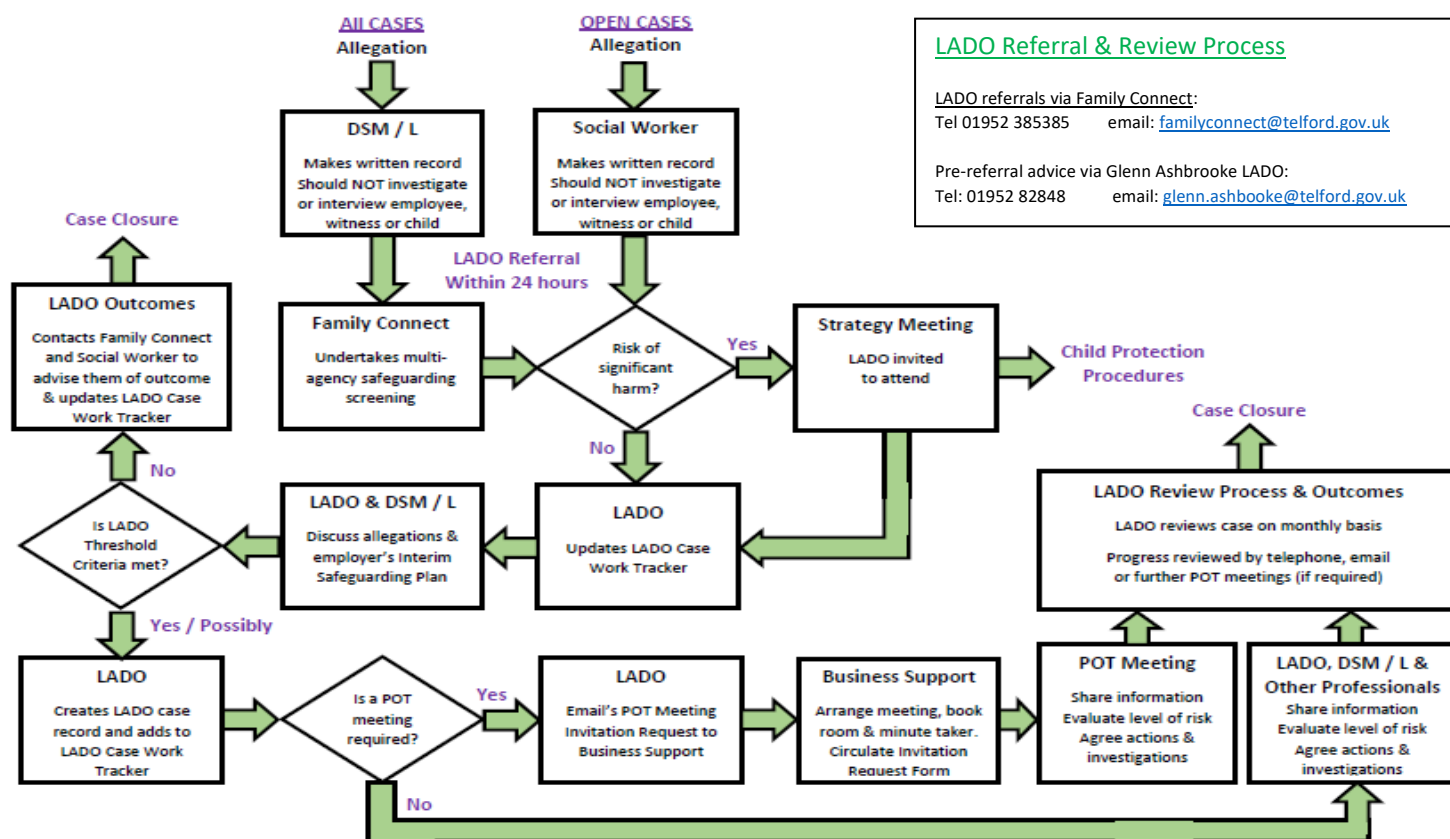 All CASES
Allegation
OPEN CASES
Allegation
LADO Referral & Review Process
LADO referrals via Family Connect:
Tel 01952 385385 email: familyconnect@telford.gov.uk
Pre-referral advice via Glenn Ashbrooke LADO:
Tel: 01952 82848 email: glenn.ashbooke@telford.gov.uk
DSM / L
Makes written record
Should NOT investigate
or interview employee,
witness or child
Social Worker
Makes written record
Should NOT investigate
or interview employee,
witness or child
LADO Referral
Within 24 hours
Family Connect
Undertakes multi-
agency safeguarding
screening
Risk of
significant
harm?
Yes
Strategy Meeting
LADO invited
to attend
Child Protection
Procedures
No
LADO
Updates LADO Case
Work Tracker
LADO & DSM / L
Discuss allegations &
employer's Interim
Safeguarding Plan
Is LADO
Threshold
Criteria met?
No
LADO Outcomes
Contacts Family Connect
and Social Worker to
advise them of outcome
& updates LADO Case
Work Tracker
Case Closure
Yes / Possibly
LADO
Creates LADO case
record and adds to
LADO Case Work
Tracker
Is a POT
meeting
required?
Yes
LADO
Email's POT Meeting
Invitation Request to
Business Support
Business Support
Arrange meeting, book
room & minute taker.
Circulate Invitation
Request Form
POT Meeting
Share information
Evaluate level of risk
Agree actions &
investigations
No
LADO, DSM / L &
Other Professionals
Share information
Evaluate level of risk
Agree actions &
investigations
LADO Review Process & Outcomes
LADO reviews case on monthly basis
Progress reviewed by telephone, email
or further POT meetings (if required)
Case Closure